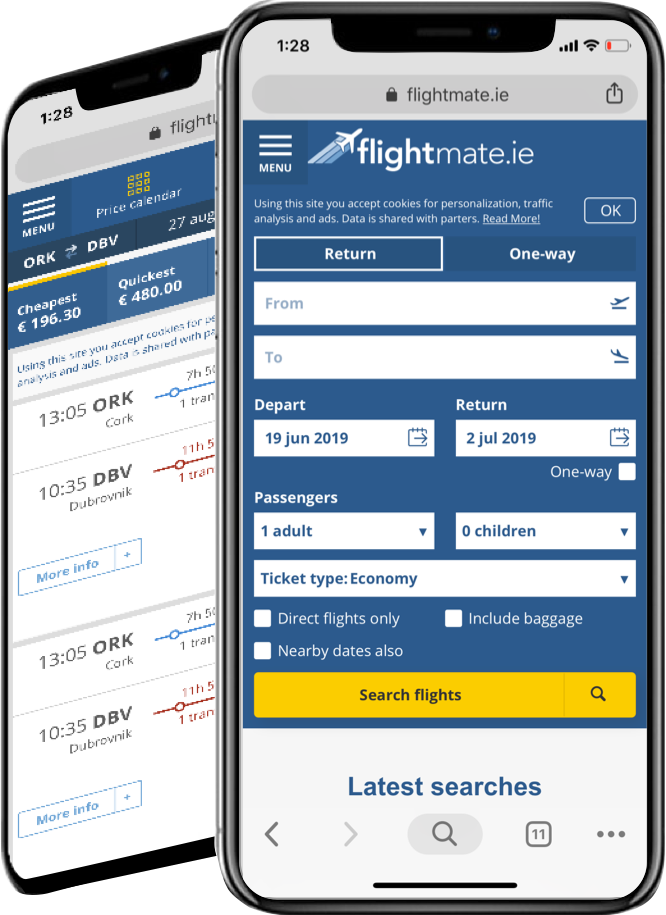 1:28
flightu
MENU
Price calendar
ORK DBV
27 aug
Cheapest
€ 196.30
Quickest
€ 480.00
Using this site you accept cookies for pe
analysis and ads. Data is shared with pa
13:05 ORK
Cork
7h 50
1 tran
10:35 DBV
Dubrovnik
11h 5
1 tran
More info +
13:05 ORK
Cork
7h 50
1 tran
10:35 DBV
Dubrovnik
11h 5
1 tran
More info +
1:28
flightmate.ie
MENU
flightmate.ie
Using this site you accept cookies for personalization, traffic
analysis and ads. Data is shared with parters. Read More!
OK
Return One-way
From
To
Depart Return
19 jun 2019 2 jul 2019
One-way
Passengers
1 adult 0 children
Ticket type: Economy
Direct flights only Include baggage
Nearby dates also
Search flights
Latest searches
11